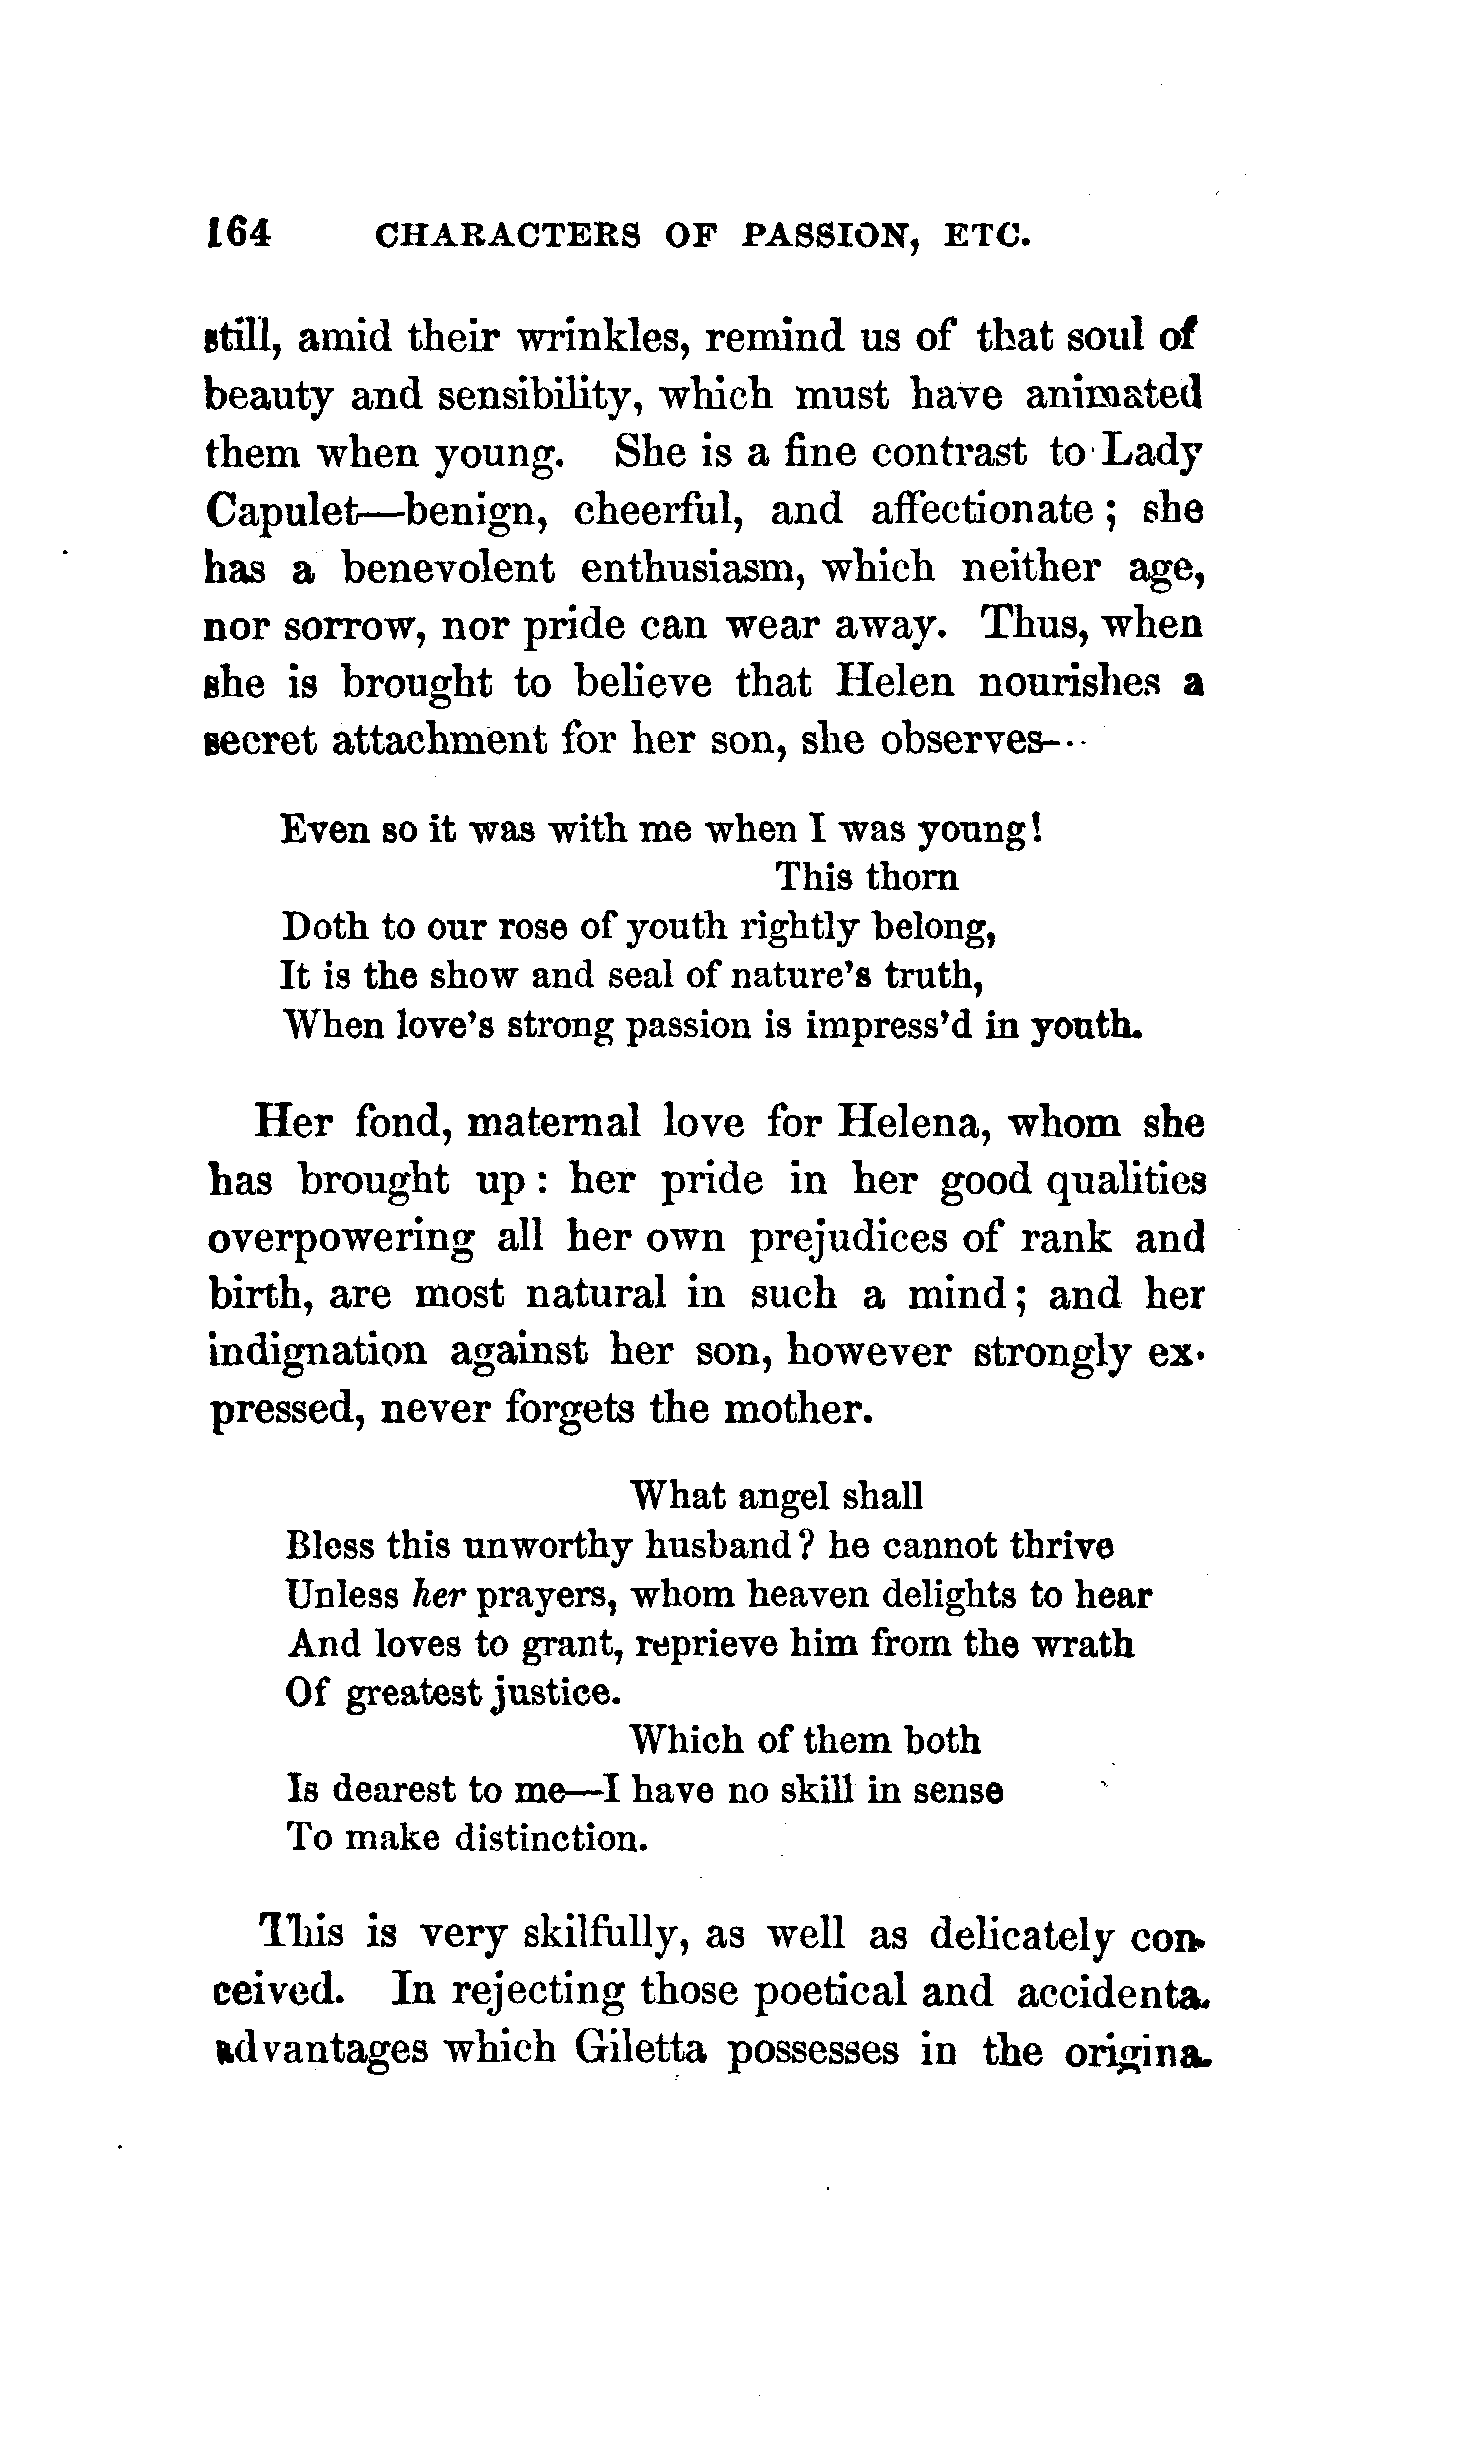 164 CHARACTERS OF PASSION, ETC.
still, amid their wrinkles, remind us of that soul of
beauty and sensibility, which must have animated
them when young. She is a fine contrast to Lady
Capulet—benign, cheerful, and affectionate; she
has a benevolent enthusiasm, which neither age,
nor sorrow, nor pride can wear away. Thus, when
she is brought to believe that Helen nourishes a
secret attachment for her son, she observes—
Even so it was with me when I was young!
This thorn
Doth to our rose of youth rightly belong,
It is the show and seal of nature's truth,
When love's strong passion is impress'd in youth.
Her fond, maternal love for Helena, whom she
has brought up: her pride in her good qualities
overpowering all her own prejudices of rank and
birth, are most natural in such a mind; and her
indignation against her son, however strongly ex-
pressed, never forgets the mother.
What angel shall
Bless this unworthy husband? he cannot thrive
Unless her prayers, whom heaven delights to hear
And loves to grant, reprieve him from the wrath
Of greatest justice.
Which of them both
Is dearest to me—I have no skill in sense
To make distinction.
This is very skilfully, as well as delicately con-
ceived. In rejecting those poetical and accidental
advantages which Giletta possesses in the original